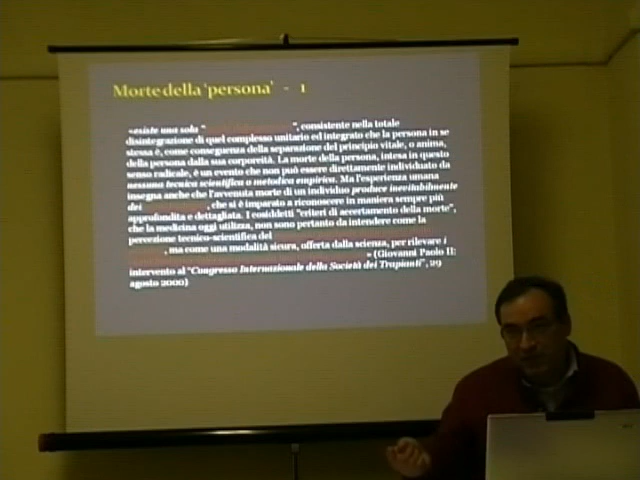 Morte della 'persona' - 1
«esiste una sola " ", consistente nella totale
disintegrazione di quel complesso unitario ed integrato che la persona in se
stessa è, come conseguenza della separazione del principio vitale, o anima,
della persona dalla sua corporeità. La morte della persona, intesa in questo
senso radicale, è un evento che non può essere direttamente individuato da
nessuna tecnica scientifica o metodica empirica. Ma l'esperienza umana
insegna anche che l'avvenuta morte di un individuo produce inevitabilmente
dei , che si è imparato a riconoscere in maniera sempre più
approfondita e dettagliata. I cosiddetti "criteri di accertamento della morte",
che la medicina oggi utilizza, non sono pertanto da intendere come la
percezione tecnico-scientifica del
, ma come una modalità sicura, offerta dalla scienza, per rilevare i
» (Giovanni Paolo II:
intervento al "Congresso Internazionale della Società dei Trapianti", 29
agosto 2000)